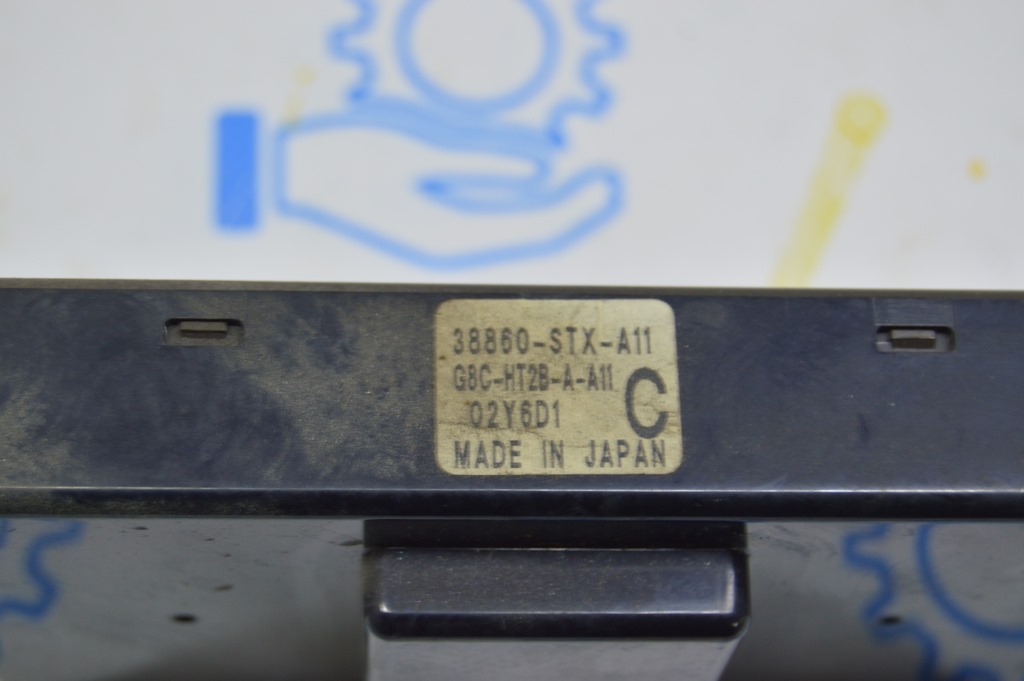 38860-STX-A11
G8C-HT2B-A-A11
02Y6D1
C
MADE IN JAPAN